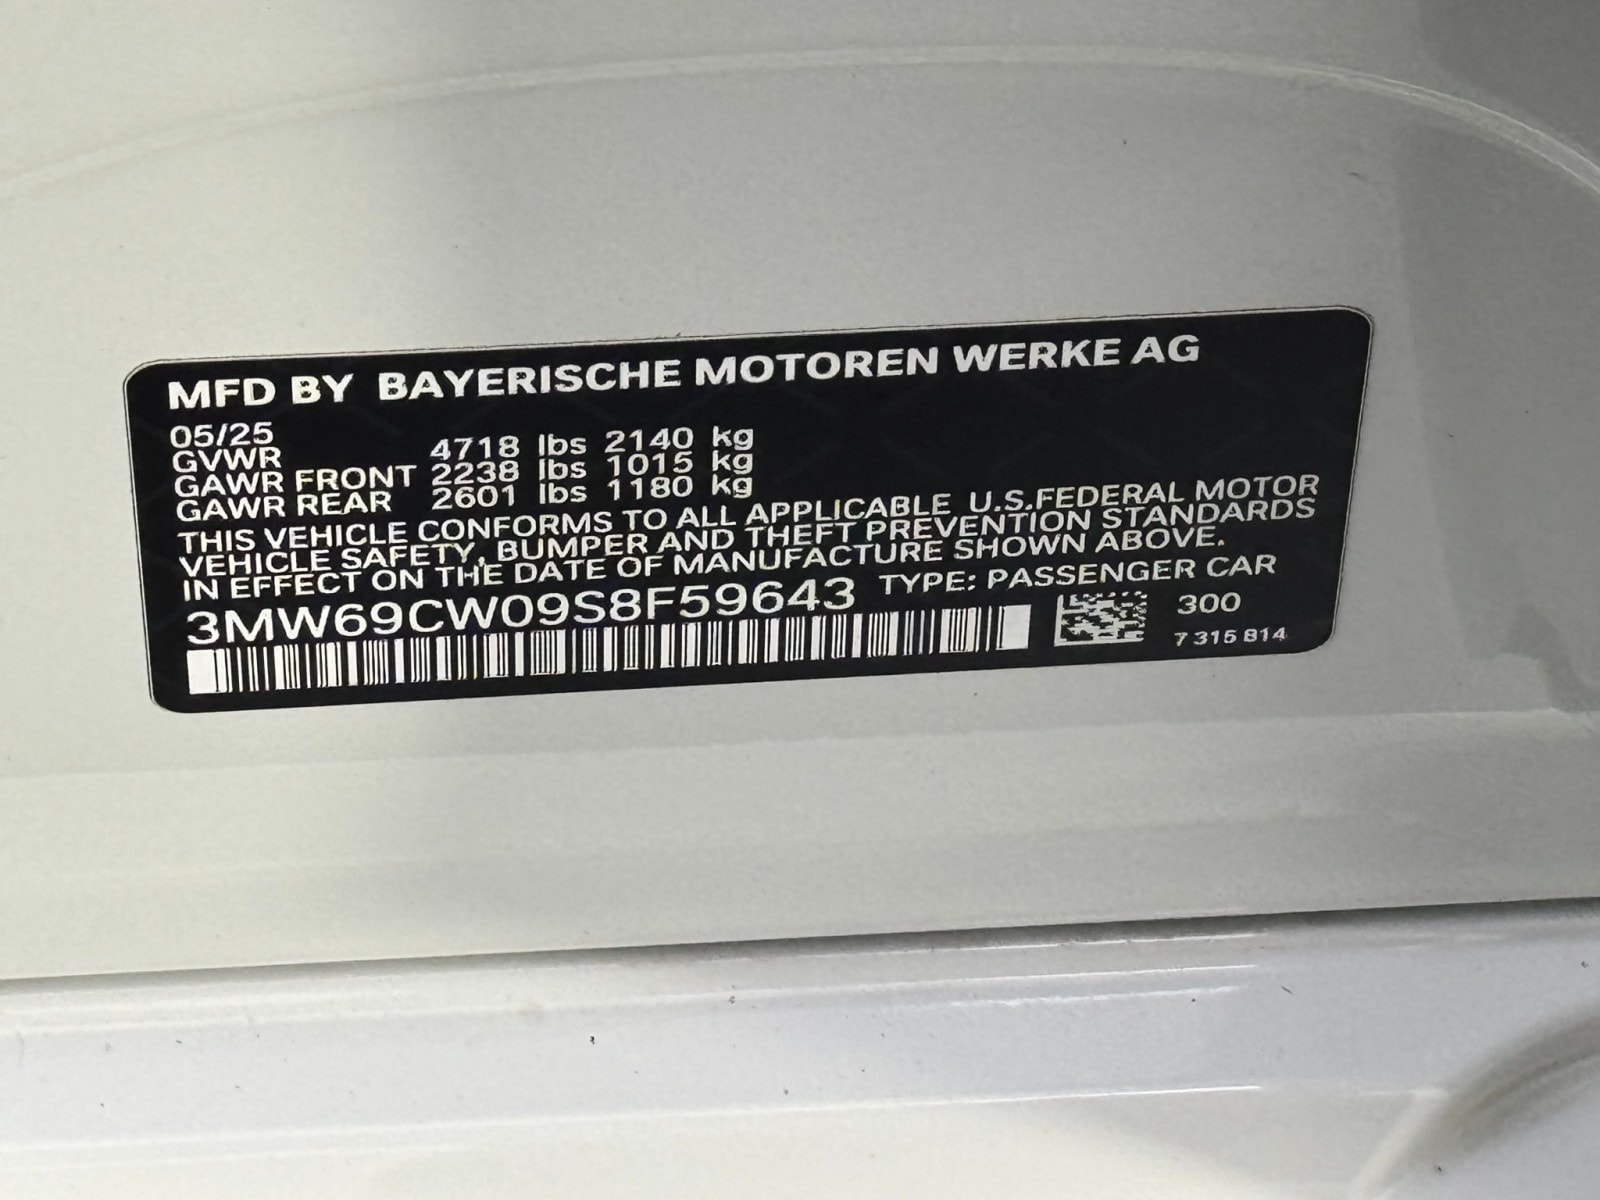 MFD BY BAYERISCHE MOTOREN WERKE AG
05/25
GVWR 4718 lbs 2140 kg
GAWR FRONT 2238 lbs 1015 kg
GAWR REAR 2601 lbs 1180 kg
THIS VEHICLE CONFORMS TO ALL APPLICABLE U.S.FEDERAL MOTOR
VEHICLE SAFETY, BUMPER AND THEFT PREVENTION STANDARDS
IN EFFECT ON THE DATE OF MANUFACTURE SHOWN ABOVE.
3MW69CW09S8F59643 TYPE: PASSENGER CAR
300
7 315 814